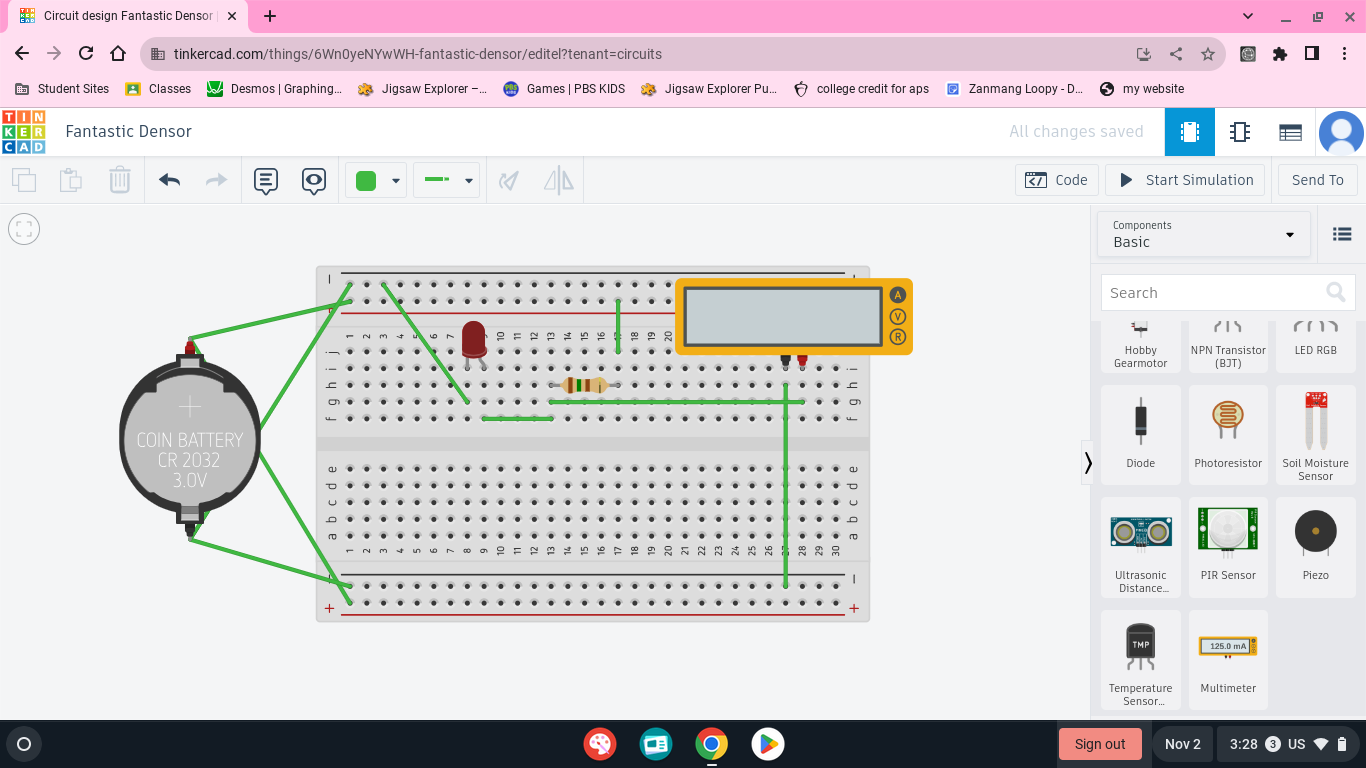 Circuit design Fantastic Densor
tinkercad.com/things/6Wn0yeNYwWH-fantastic-densor/editel?tenant=circuits
Student Sites
Classes
Desmos | Graphing...
Jigsaw Explorer –...
PBS KIDS
Games | PBS KIDS
Jigsaw Explorer Pu...
college credit for aps
Zanmang Loopy - D...
my website
TIN
KER
CAD
Fantastic Densor
All changes saved
Code
Start Simulation
Send To
Components
Basic
Search
Hobby
Gearmotor
NPN Transistor
(BJT)
LED RGB
Diode
Photoresistor
Soil Moisture
Sensor
Ultrasonic
Distance...
PIR Sensor
Piezo
TMP
Temperature
Sensor...
125.0 mA
Multimeter
A
V
R
1 2 3 4 5 6 7 8 9 10 11 12 13 14 15 16 17 18 19 20
j
i i
h h
g g
f f
e e
d d
c c
b b
a a
1 2 3 4 5 6 7 8 9 10 11 12 13 14 15 16 17 18 19 20 21 22 23 24 25 26 27 28 29 30
+ +
COIN BATTERY
CR 2032
3.0V
Sign out
Nov 2
3:28
3
US